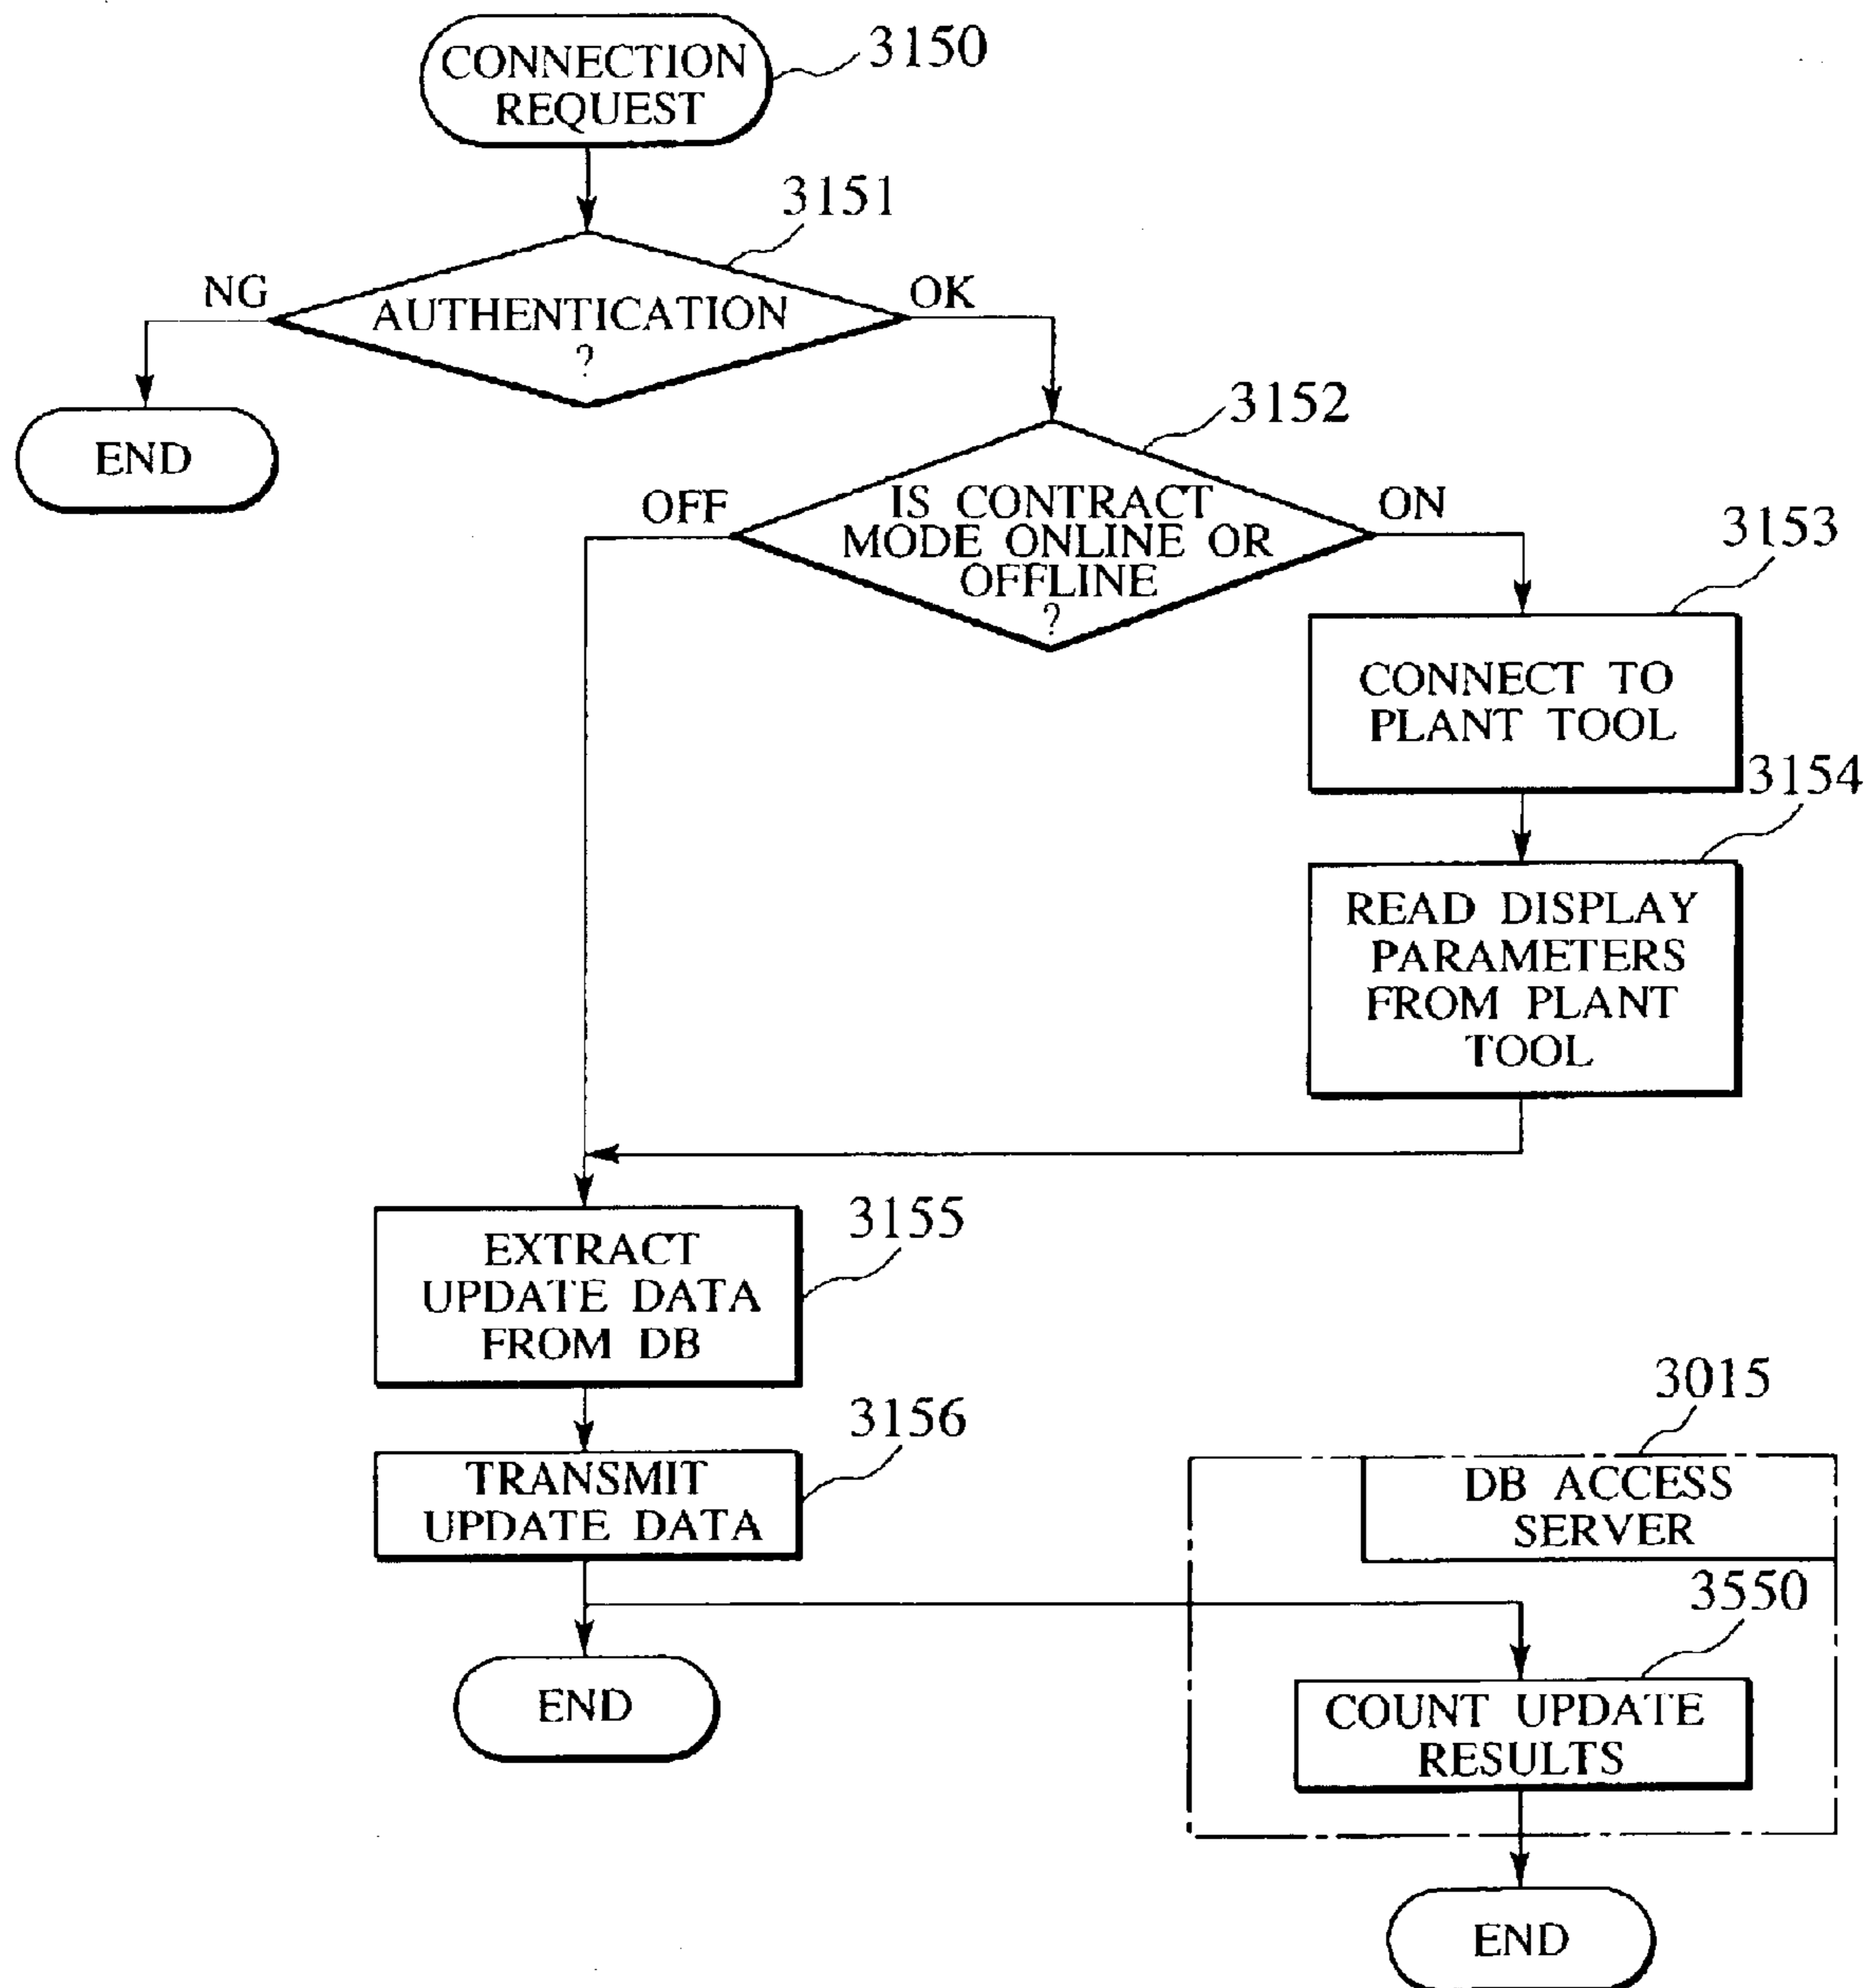 CONNECTION
REQUEST
3150
3151
NG
AUTHENTICATION
?
OK
END
3152
OFF
IS CONTRACT
MODE ONLINE OR
OFFLINE
?
ON
3153
CONNECT TO
PLANT TOOL
3154
READ DISPLAY
PARAMETERS
FROM PLANT
TOOL
3155
EXTRACT
UPDATE DATA
FROM DB
3156
TRANSMIT
UPDATE DATA
3015
DB ACCESS
SERVER
3550
COUNT UPDATE
RESULTS
END
END